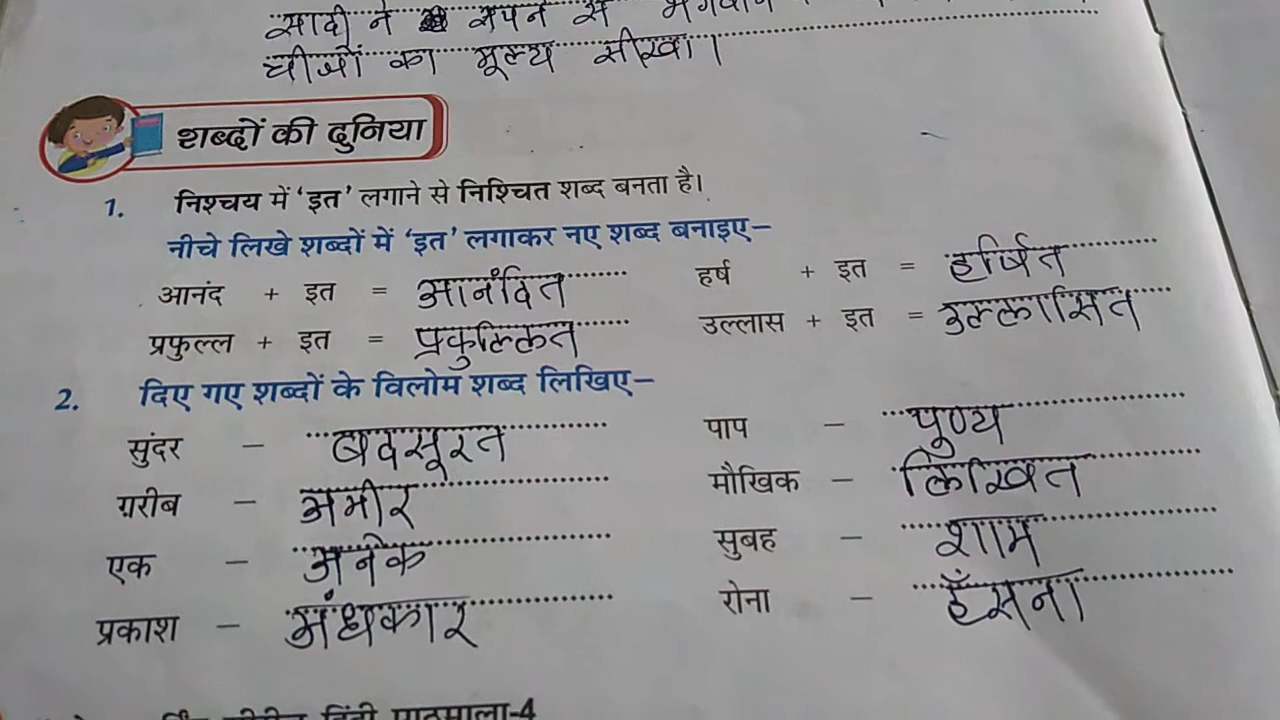 सादी ने
चीजों का मूल्य सीखा।
शब्दों की दुनिया
1. निश्चय में 'इत' लगाने से निश्चित शब्द बनता है।
नीचे लिखे शब्दों में 'इत' लगाकर नए शब्द बनाइए–
आनंद + इत = आनंदित हर्ष + इत = हर्षित
प्रफुल्ल + इत = प्रफुल्लित उल्लास + इत = उल्लासित
2. दिए गए शब्दों के विलोम शब्द लिखिए–
सुंदर – बदसूरत पाप – पूण्य
ग़रीब – अमीर मौखिक – लिखित
एक – अनेक सुबह – शाम
प्रकाश – अंधकार रोना – हँसना
हिंदी पाठमाला-4